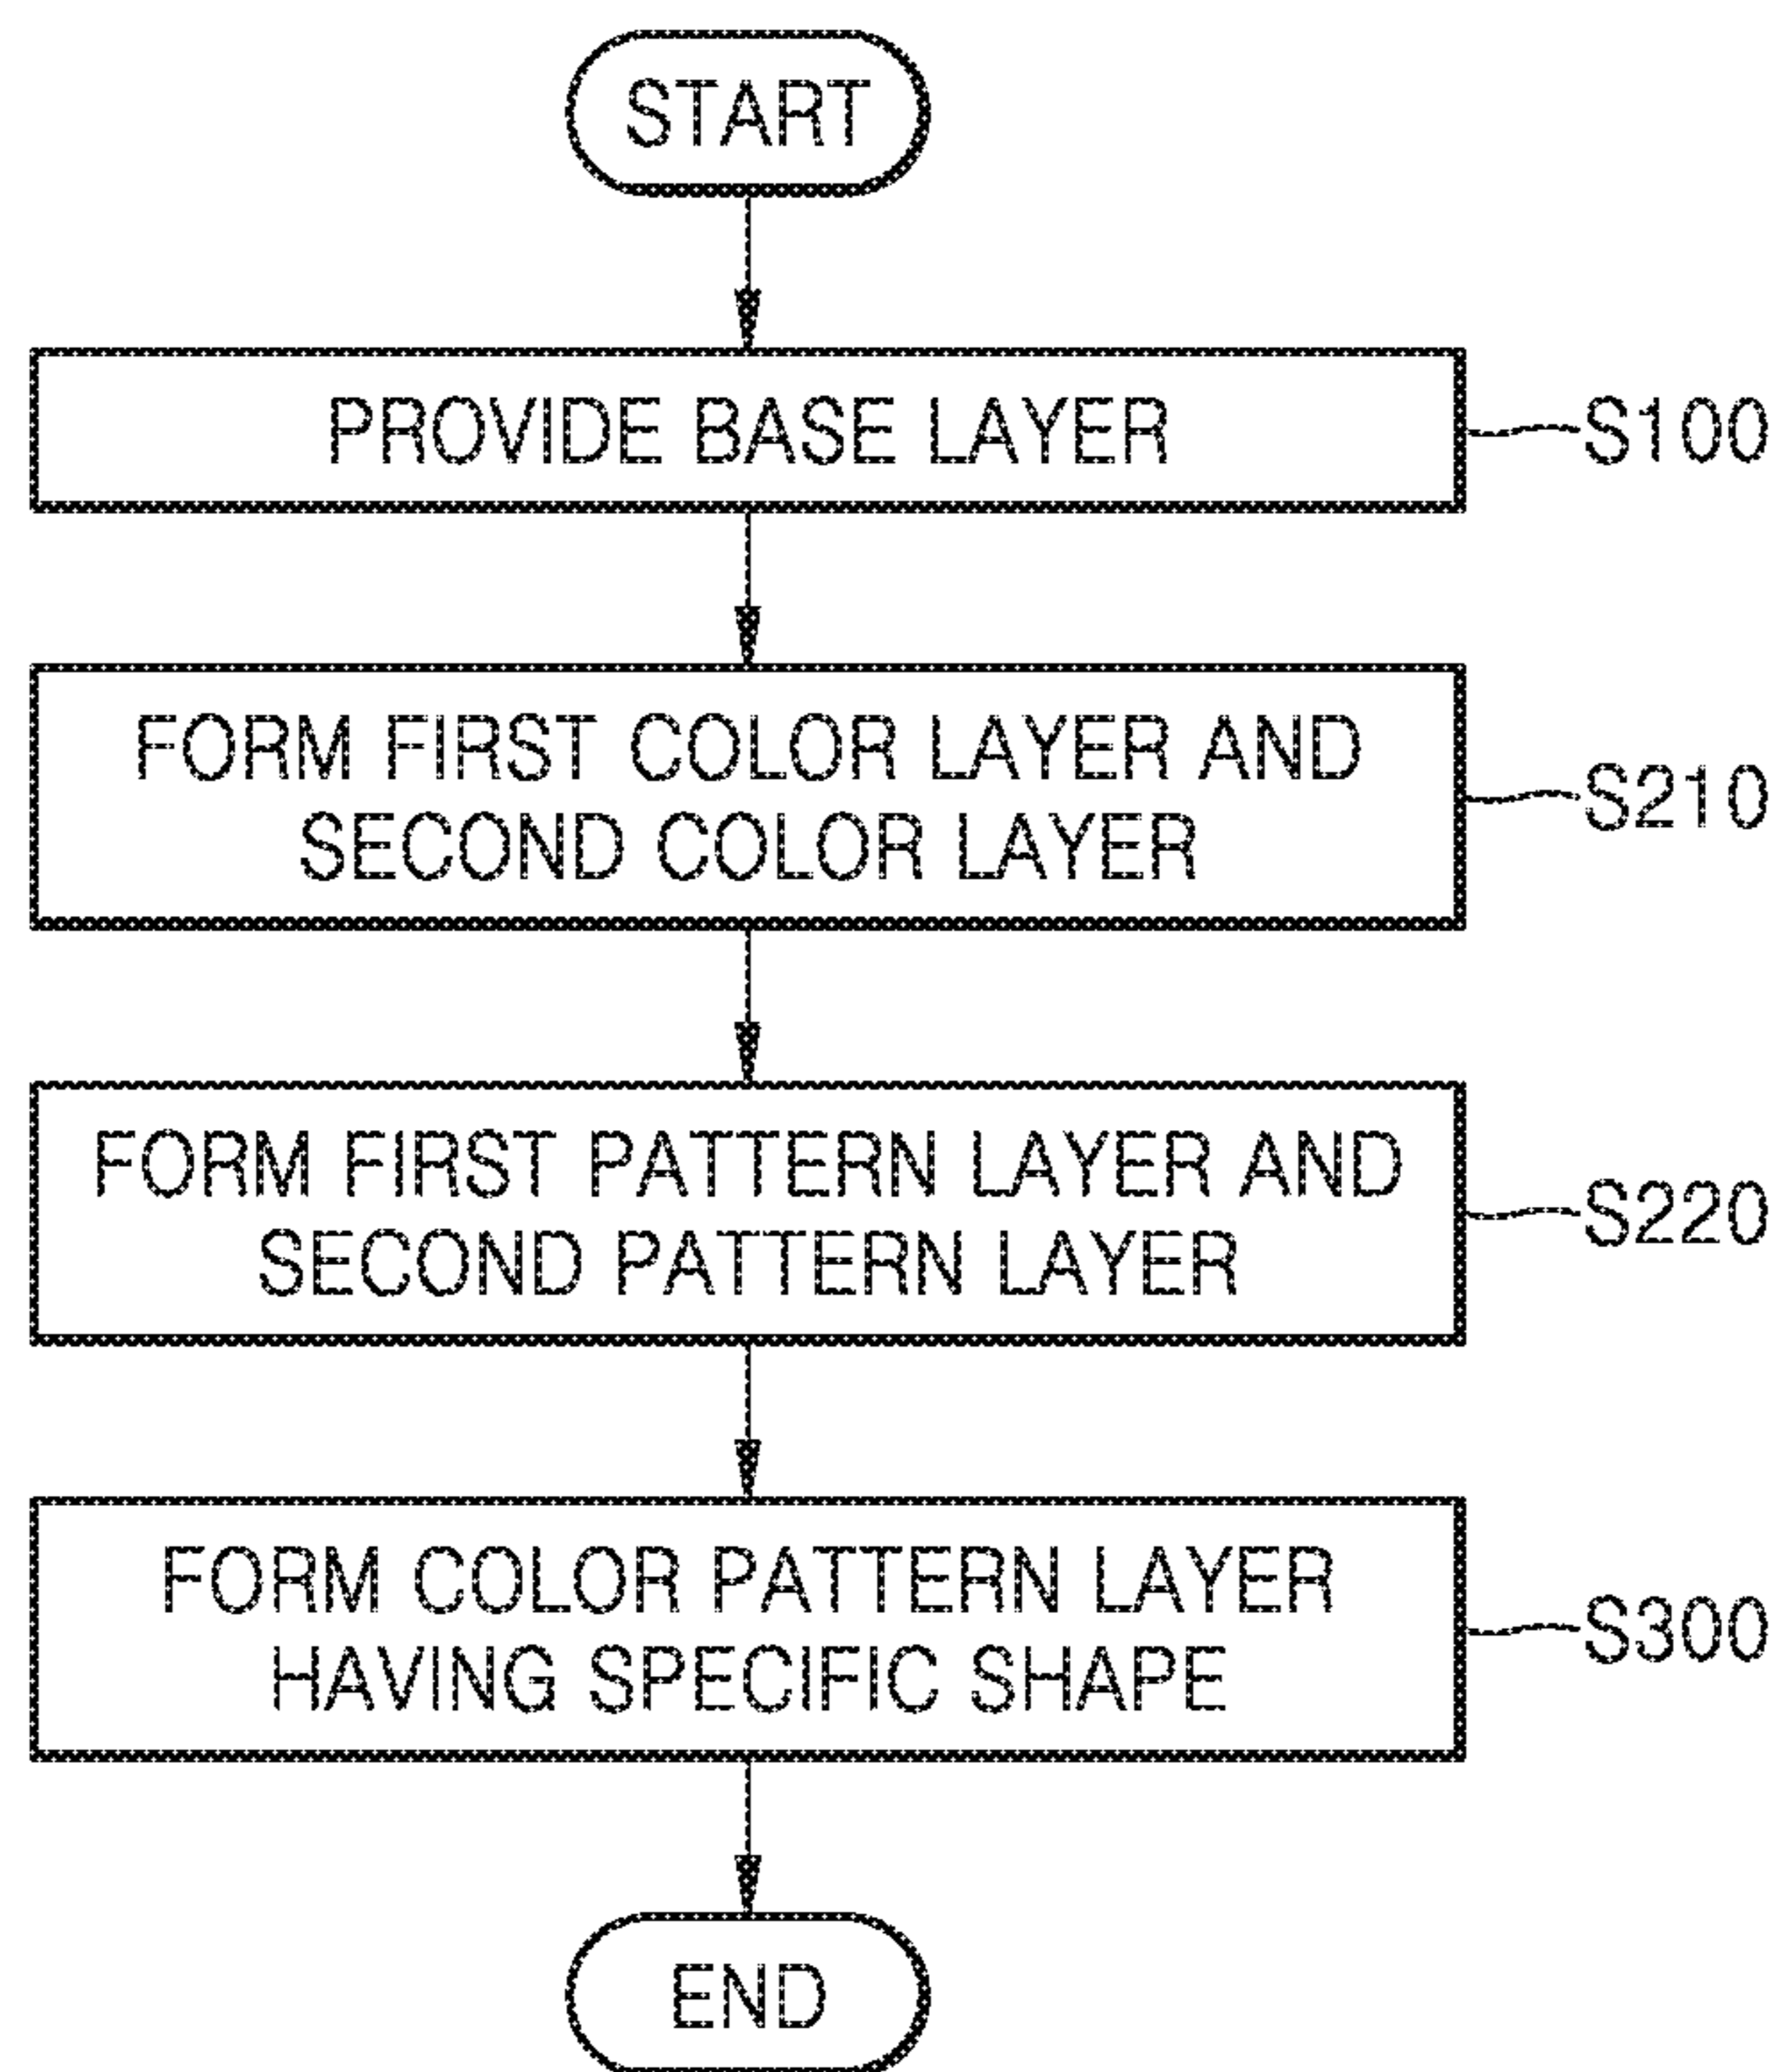 START
PROVIDE BASE LAYER
S100
FORM FIRST COLOR LAYER AND
SECOND COLOR LAYER
S210
FORM FIRST PATTERN LAYER AND
SECOND PATTERN LAYER
S220
FORM COLOR PATTERN LAYER
HAVING SPECIFIC SHAPE
S300
END